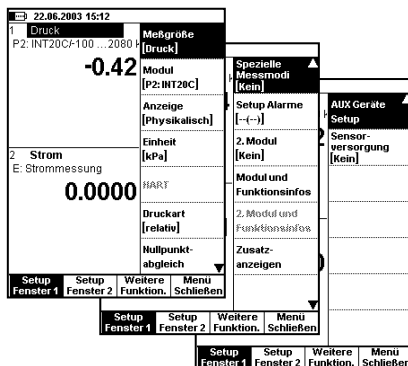 22.06.2003 15:12
1 Druck
P2: INT20C/-100 ...2080
-0.42
2 Strom
E: Strommessung
0.0000
Meßgröße
[Druck]
Modul
[P2: INT20C]
Anzeige
[Physikalisch]
Einheit
[kPa]
HART
Druckart
[relativ]
Nullpunkt-
abgleich
Setup Fenster 1
Setup Fenster 2
Weitere Funktion.
Menü Schließen
Spezielle
Messmodi
[Kein]
Setup Alarme
[--(--)]
2. Modul
[Kein]
Modul und
Funktionsinfos
2. Modul und
Funktionsinfos
Zusatz-
anzeigen
Setup Fenster 1
Setup Fenster 2
Weitere Funktion.
Menü Schließen
AUX Geräte
Setup
Sensor-
versorgung
[Kein]
Setup Fenster 1
Setup Fenster 2
Weitere Funktion.
Menü Schließen